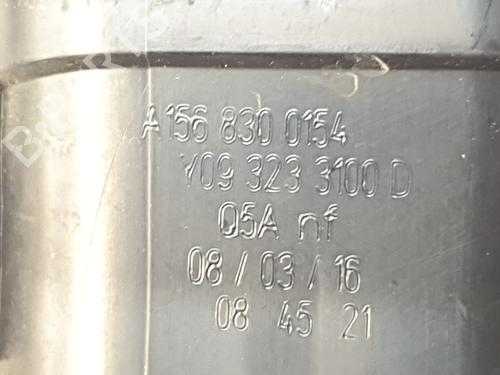 A 156 830 0154
Y09 323 3100 D
Q5A nf
08 / 03 / 16
08 45 21